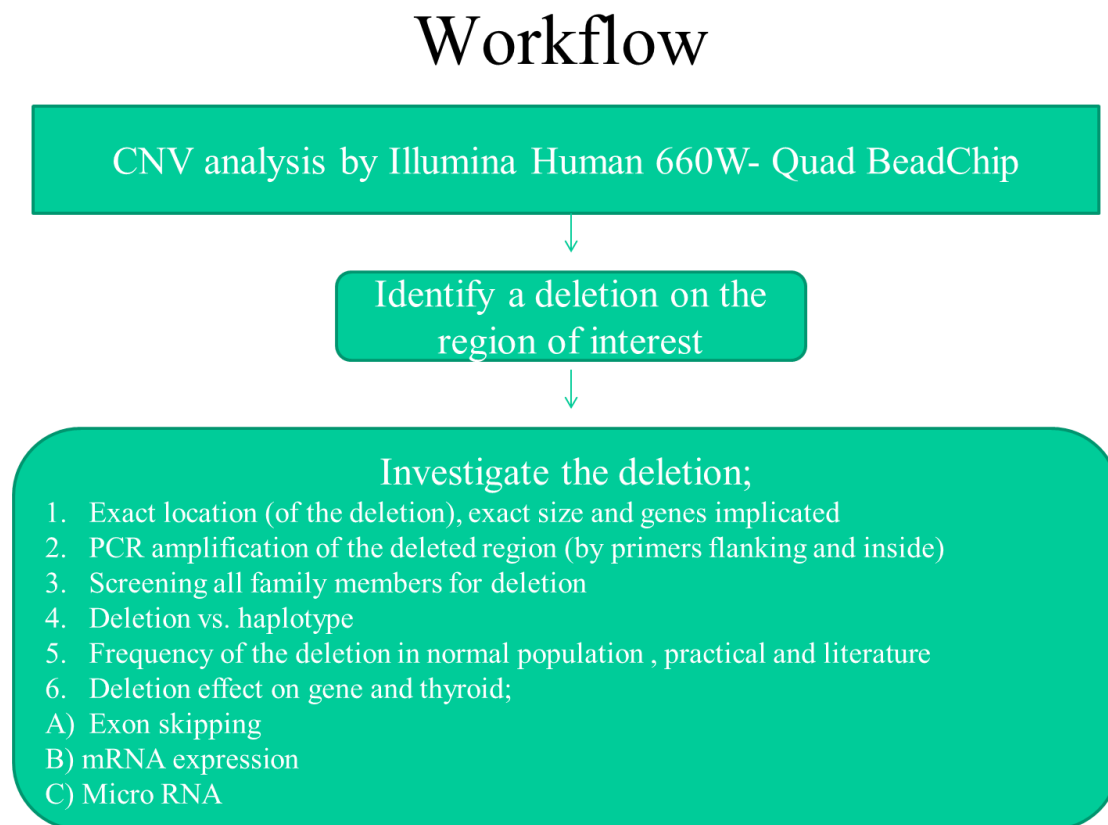 Workflow
CNV analysis by Illumina Human 660W- Quad BeadChip
Identify a deletion on the
region of interest
Investigate the deletion;
1. Exact location (of the deletion), exact size and genes implicated
2. PCR amplification of the deleted region (by primers flanking and inside)
3. Screening all family members for deletion
4. Deletion vs. haplotype
5. Frequency of the deletion in normal population , practical and literature
6. Deletion effect on gene and thyroid;
A) Exon skipping
B) mRNA expression
C) Micro RNA